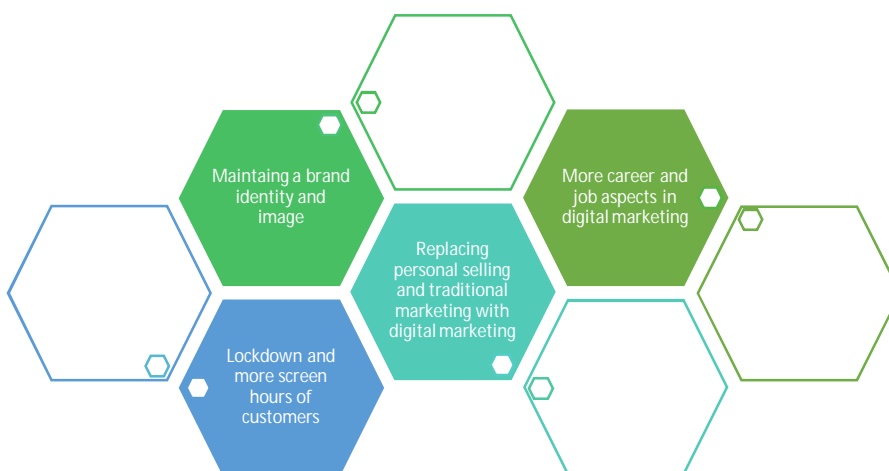 Maintaing a brand
identity and
image
More career and
job aspects in
digital marketing
Replacing
personal selling
and traditional
marketing with
digital marketing
Lockdown and
more screen
hours of
customers